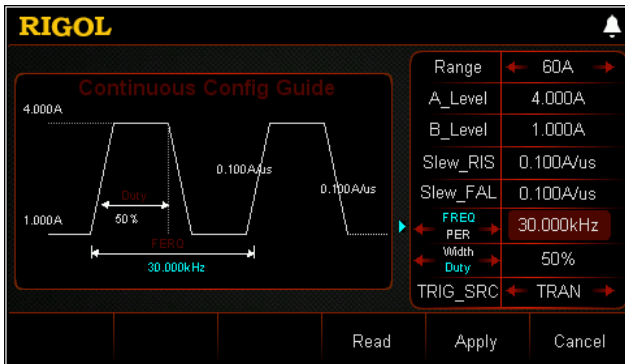 RIGOL
Continuous Config Guide
4.000A
0.100A/us
0.100A/us
Duty
50%
1.000A
FERQ
30.000kHz
Range 60A
A_Level 4.000A
B_Level 1.000A
Slew_RIS 0.100A/us
Slew_FAL 0.100A/us
FREQ
PER
30.000kHz
Width
Duty
50%
TRIG_SRC TRAN
Read Apply Cancel